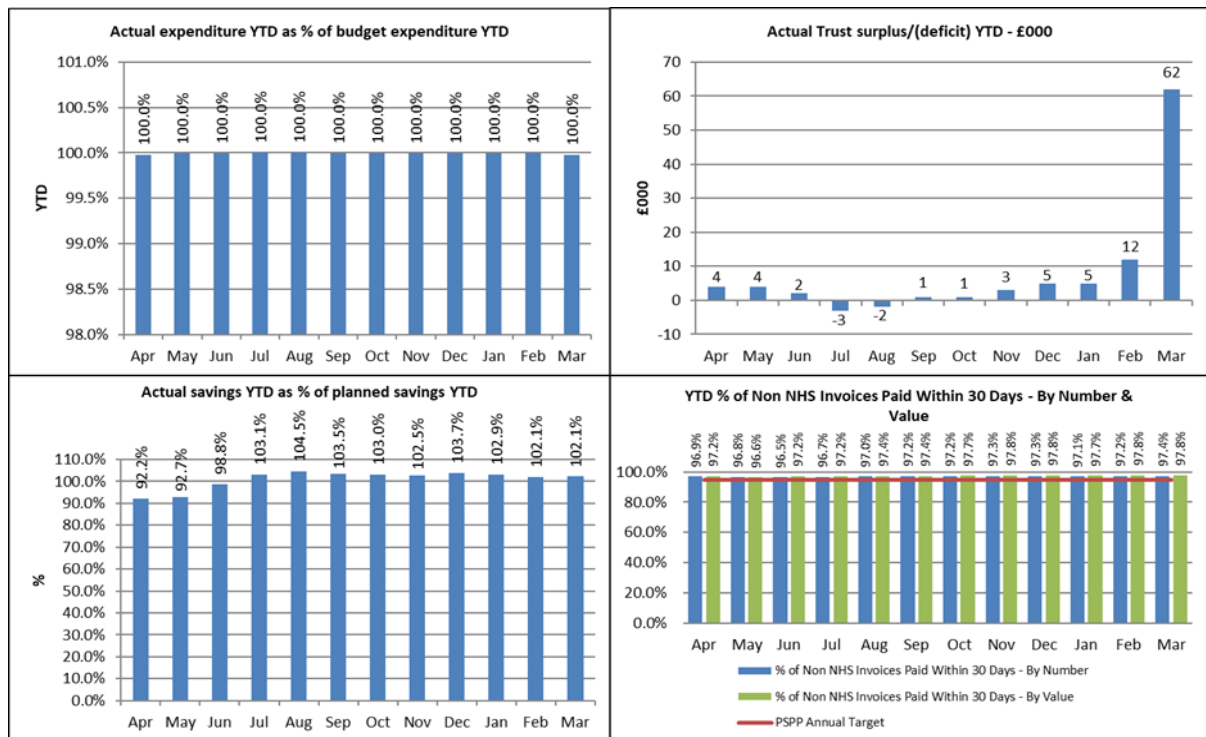 Actual expenditure YTD as % of budget expenditure YTD
101.0%
100.5%
100.0%
99.5%
99.0%
98.5%
98.0%
YTD
100.0% 100.0% 100.0% 100.0% 100.0% 100.0% 100.0% 100.0% 100.0% 100.0% 100.0% 100.0%
Apr May Jun Jul Aug Sep Oct Nov Dec Jan Feb Mar
Actual Trust surplus/(deficit) YTD - £000
70
60
50
40
30
20
10
0
-10
£000
4 4 2 -3 -2 1 1 3 5 5 12 62
Apr May Jun Jul Aug Sep Oct Nov Dec Jan Feb Mar
Actual savings YTD as % of planned savings YTD
110.0%
100.0%
90.0%
80.0%
70.0%
60.0%
50.0%
40.0%
30.0%
20.0%
10.0%
0.0%
%
92.2% 92.7% 98.8% 103.1% 104.5% 103.5% 103.0% 102.5% 103.7% 102.9% 102.1% 102.1%
Apr May Jun Jul Aug Sep Oct Nov Dec Jan Feb Mar
YTD % of Non NHS Invoices Paid Within 30 Days - By Number &
Value
96.9% 97.2% 96.8% 96.6% 96.5% 97.2% 96.7% 97.2% 97.0% 97.4% 97.2% 97.4% 97.2% 97.7% 97.3% 97.8% 97.3% 97.8% 97.1% 97.7% 97.2% 97.8% 97.4% 97.8%
100.0%
80.0%
60.0%
40.0%
20.0%
0.0%
Apr May Jun Jul Aug Sep Oct Nov Dec Jan Feb Mar
% of Non NHS Invoices Paid Within 30 Days - By Number
% of Non NHS Invoices Paid Within 30 Days - By Value
PSPP Annual Target